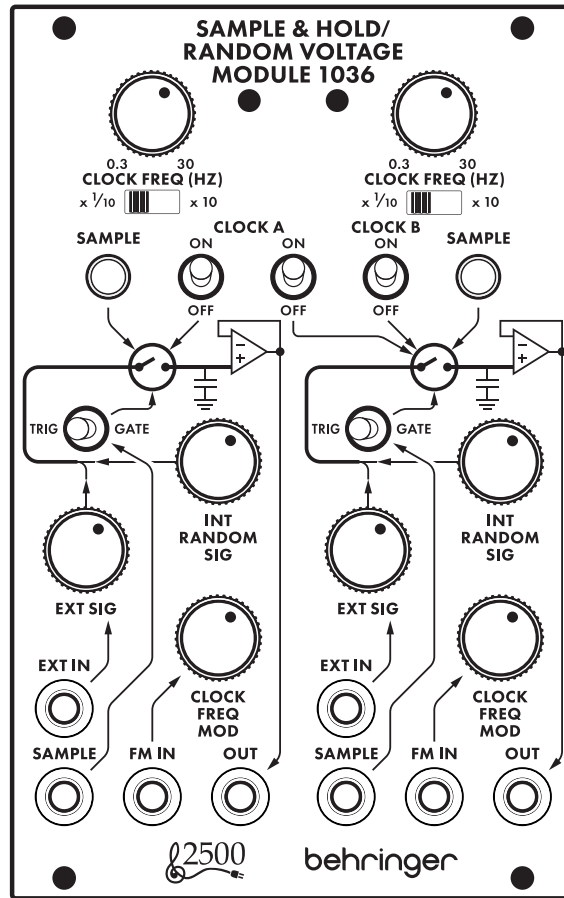 SAMPLE & HOLD/
RANDOM VOLTAGE
MODULE 1036
0.3 30 0.3 30
CLOCK FREQ (HZ) CLOCK FREQ (HZ)
x 1/10 x 10 x 1/10 x 10
CLOCK A CLOCK B
SAMPLE ON ON ON SAMPLE
OFF OFF OFF
− −
+ +
TRIG GATE TRIG GATE
INT INT
RANDOM RANDOM
SIG SIG
EXT SIG EXT SIG
EXT IN EXT IN
CLOCK CLOCK
FREQ FREQ
MOD MOD
SAMPLE FM IN OUT SAMPLE FM IN OUT
2500 behringer